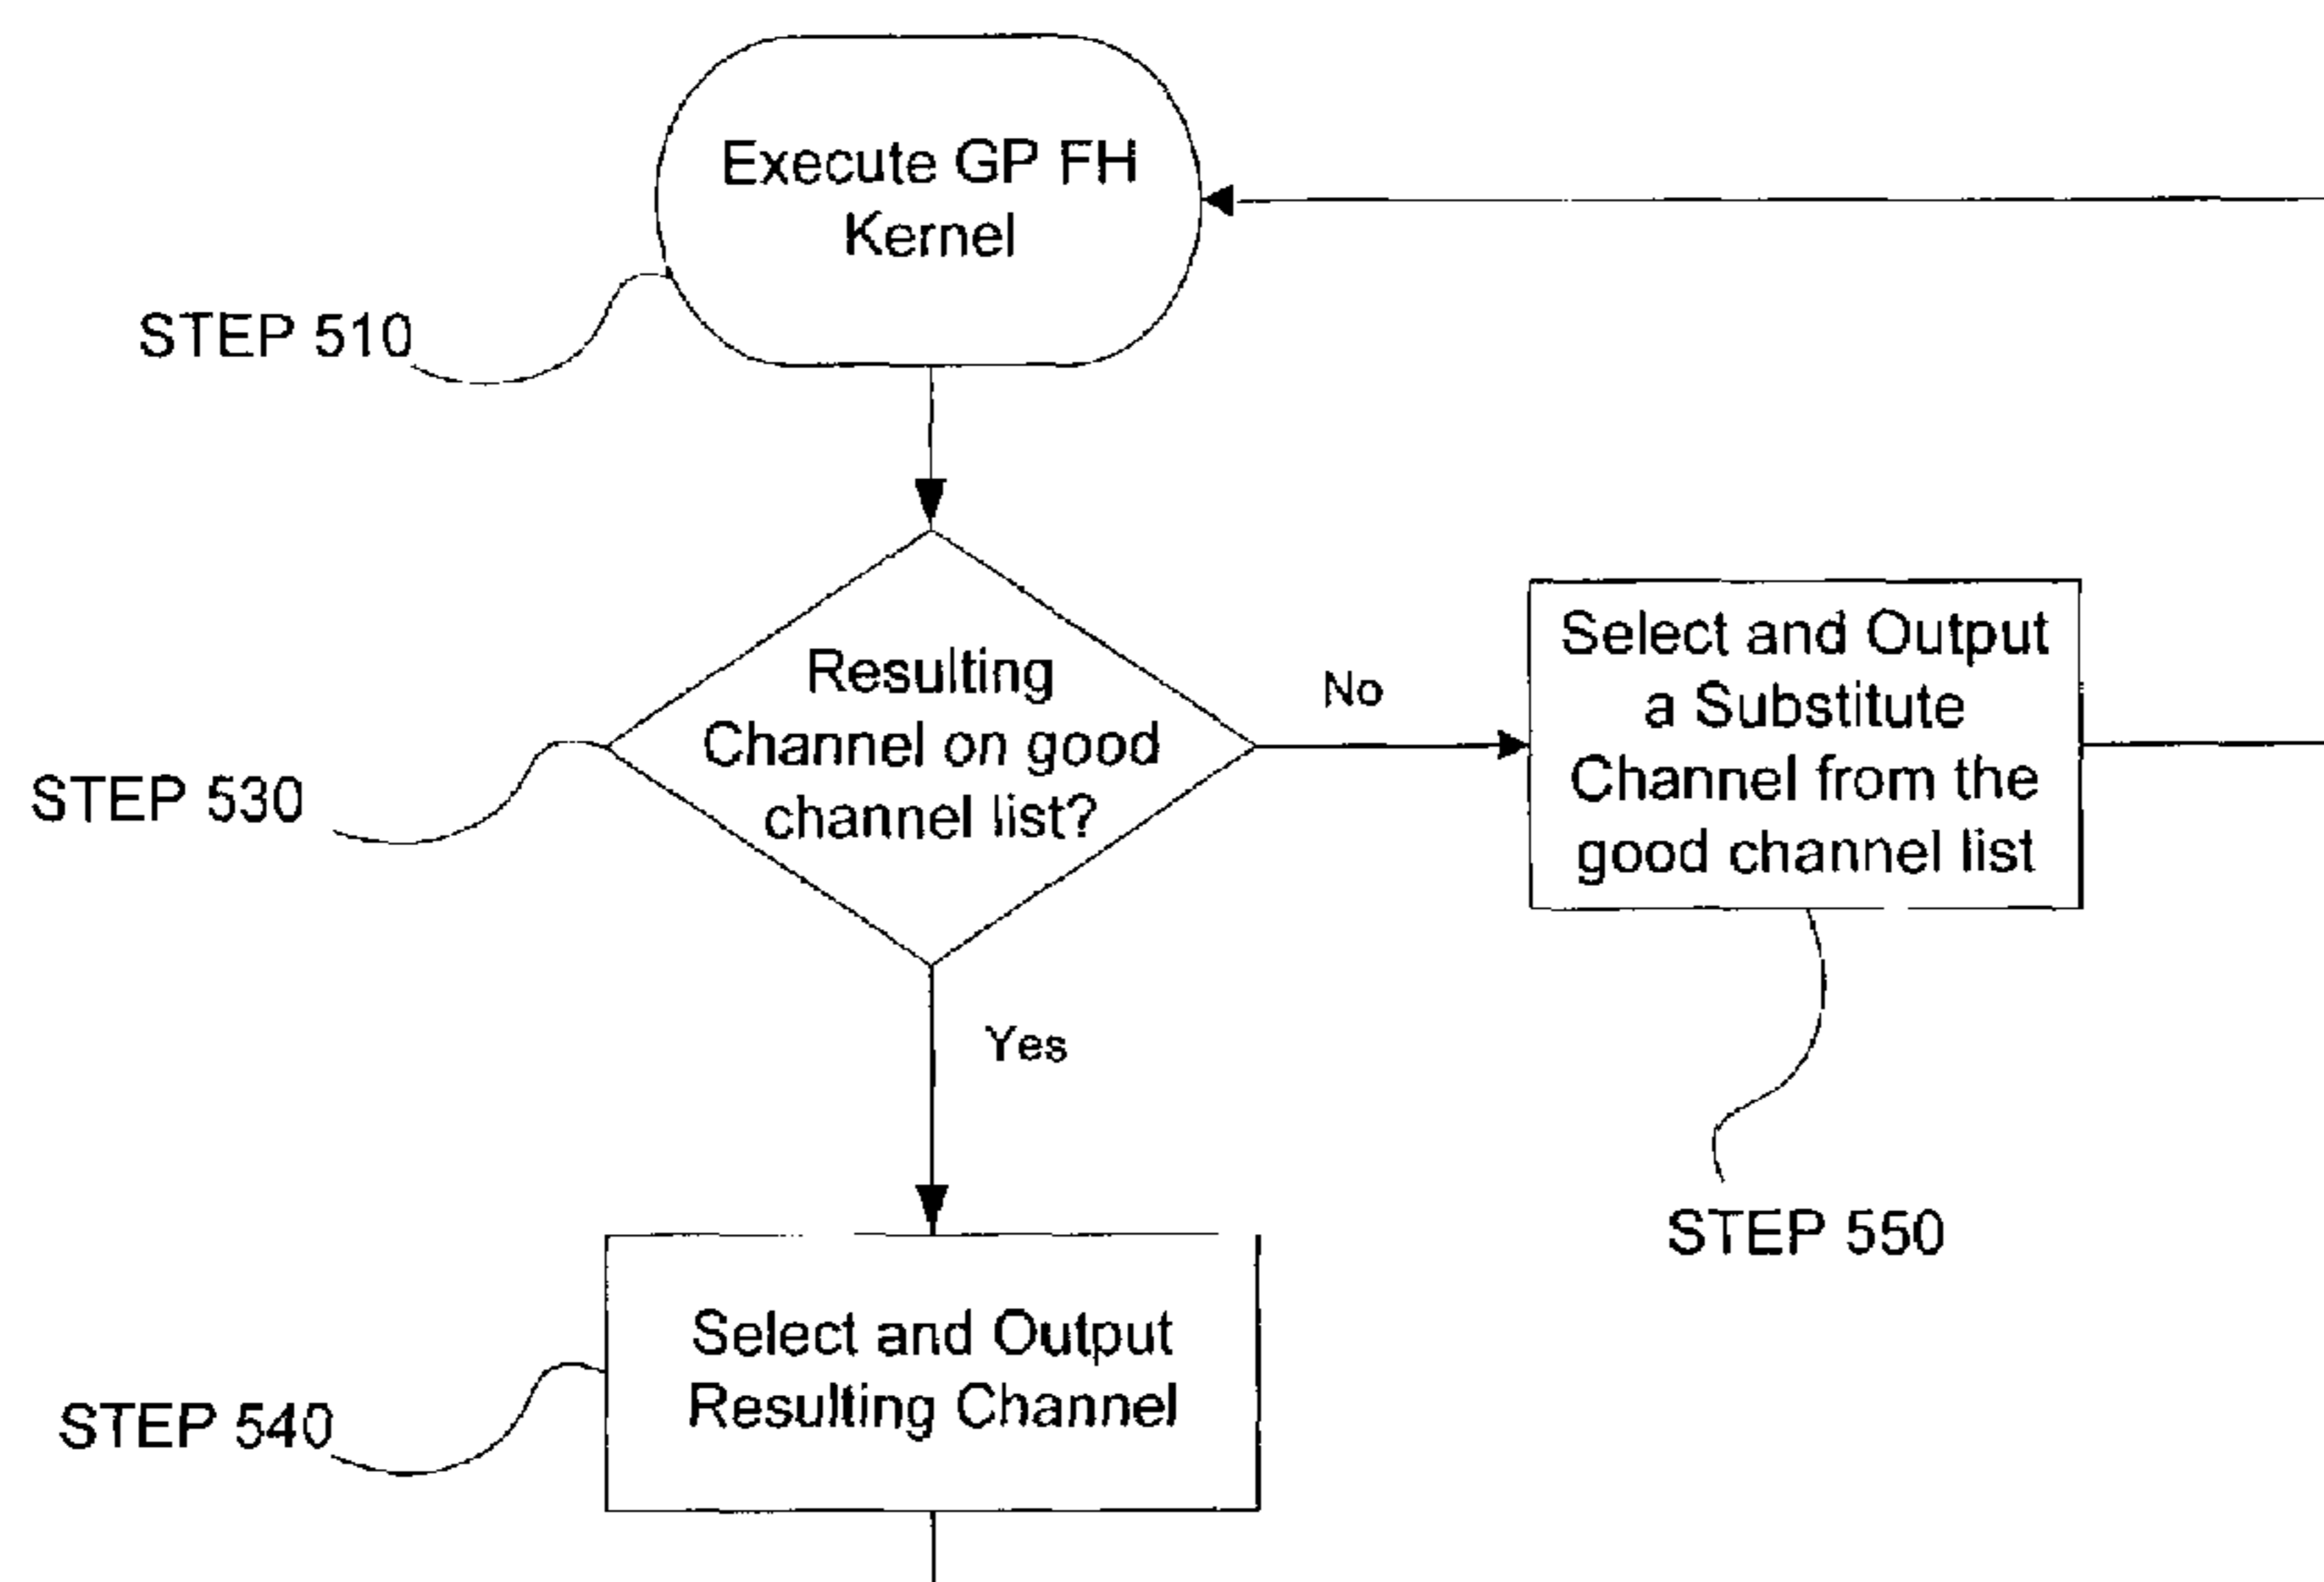 Execute GP FH
Kernel
STEP 510
Resulting
Channel on good
channel list?
STEP 530
No
Select and Output
a Substitute
Channel from the
good channel list
Yes
STEP 550
Select and Output
Resulting Channel
STEP 540